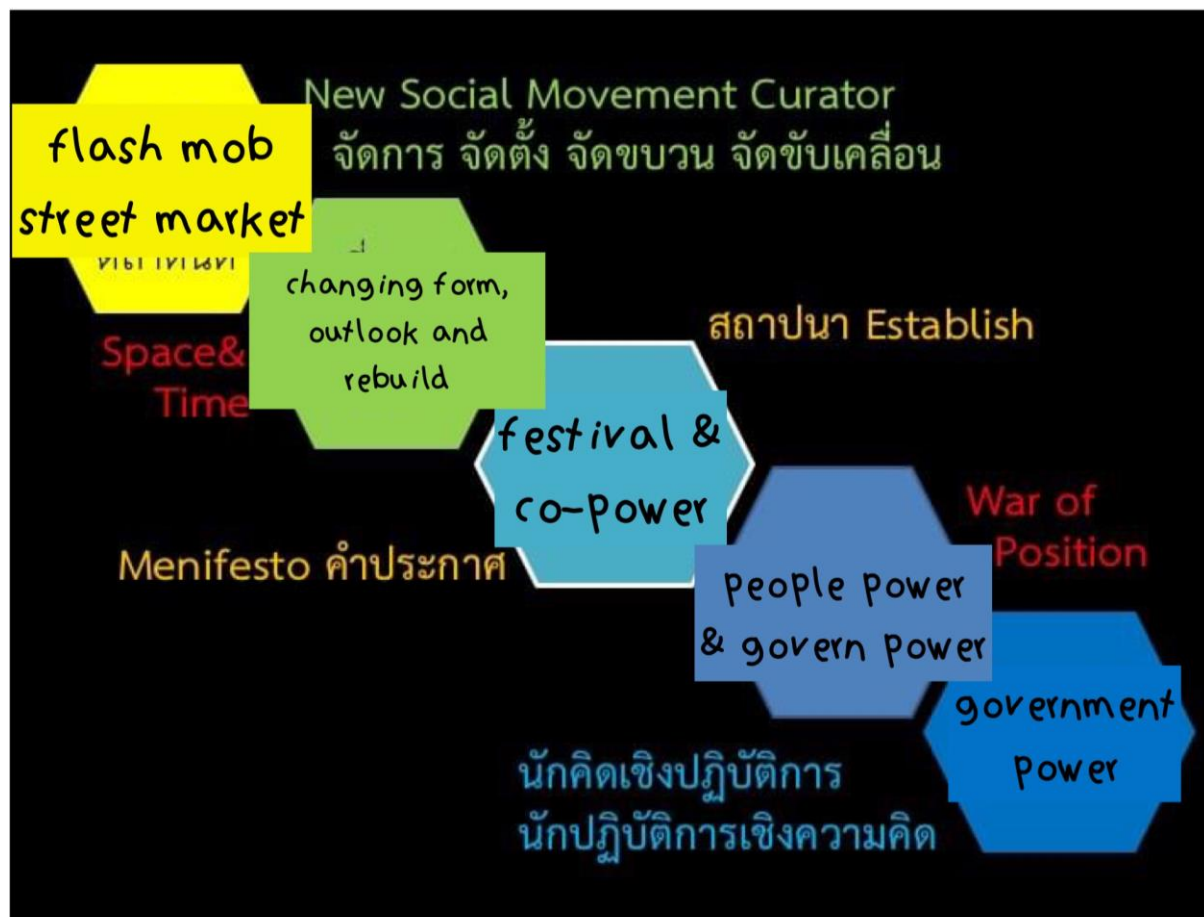 New Social Movement Curator
จัดการ จัดตั้ง จัดขบวน จัดขับเคลื่อน
flash mob
street market
changing form,
outlook and
rebuild
Space&
Time
สถาปนา Establish
festival &
co-power
Menifesto คำประกาศ
War of
Position
people power
& govern power
government
power
นักคิดเชิงปฏิบัติการ
นักปฏิบัติการเชิงความคิด